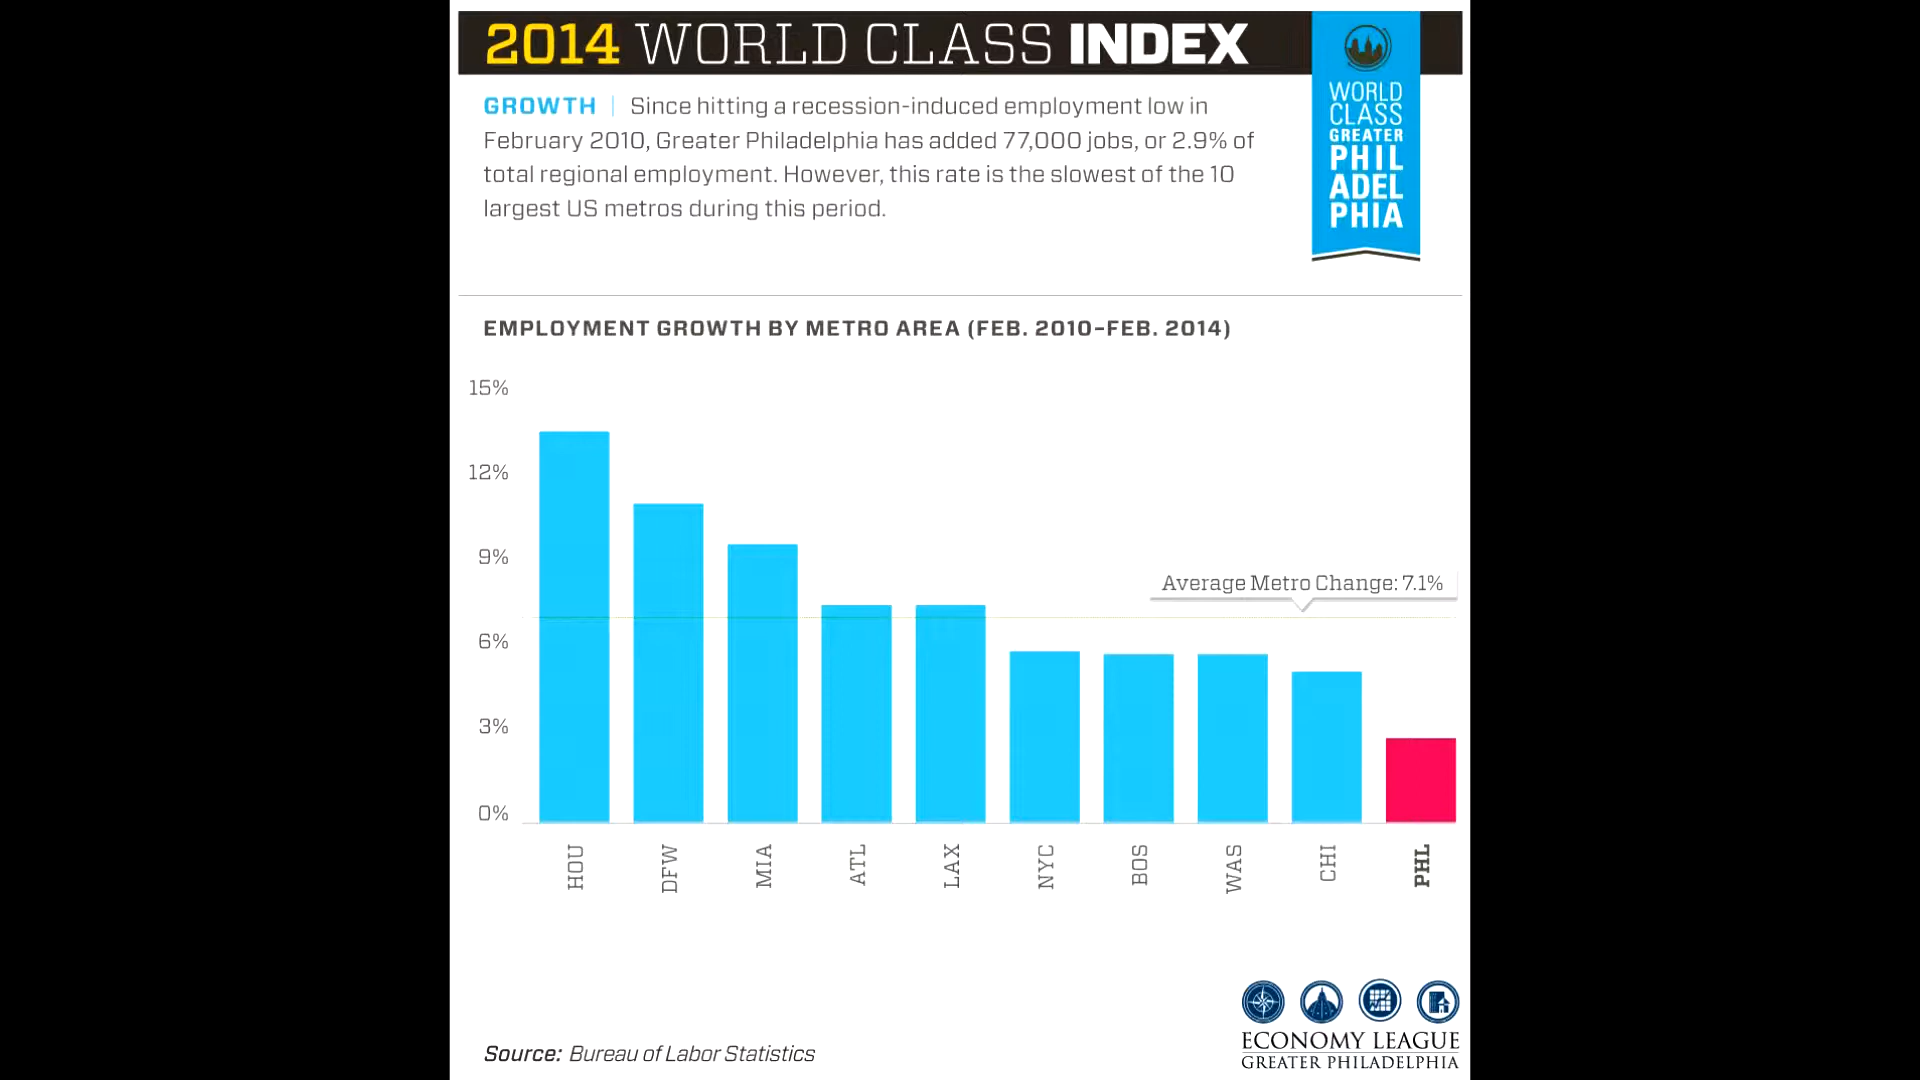 2014 WORLD CLASS INDEX
WORLD
CLASS
GREATER
PHIL
ADEL
PHIA
GROWTH | Since hitting a recession-induced employment low in
February 2010, Greater Philadelphia has added 77,000 jobs, or 2.9% of
total regional employment. However, this rate is the slowest of the 10
largest US metros during this period.
EMPLOYMENT GROWTH BY METRO AREA (FEB. 2010–FEB. 2014)
15%
12%
9%
6%
3%
0%
Average Metro Change: 7.1%
HOU
DFW
MIA
ATL
LAX
NYC
BOS
WAS
CHI
PHL
Source: Bureau of Labor Statistics
ECONOMY LEAGUE
GREATER PHILADELPHIA